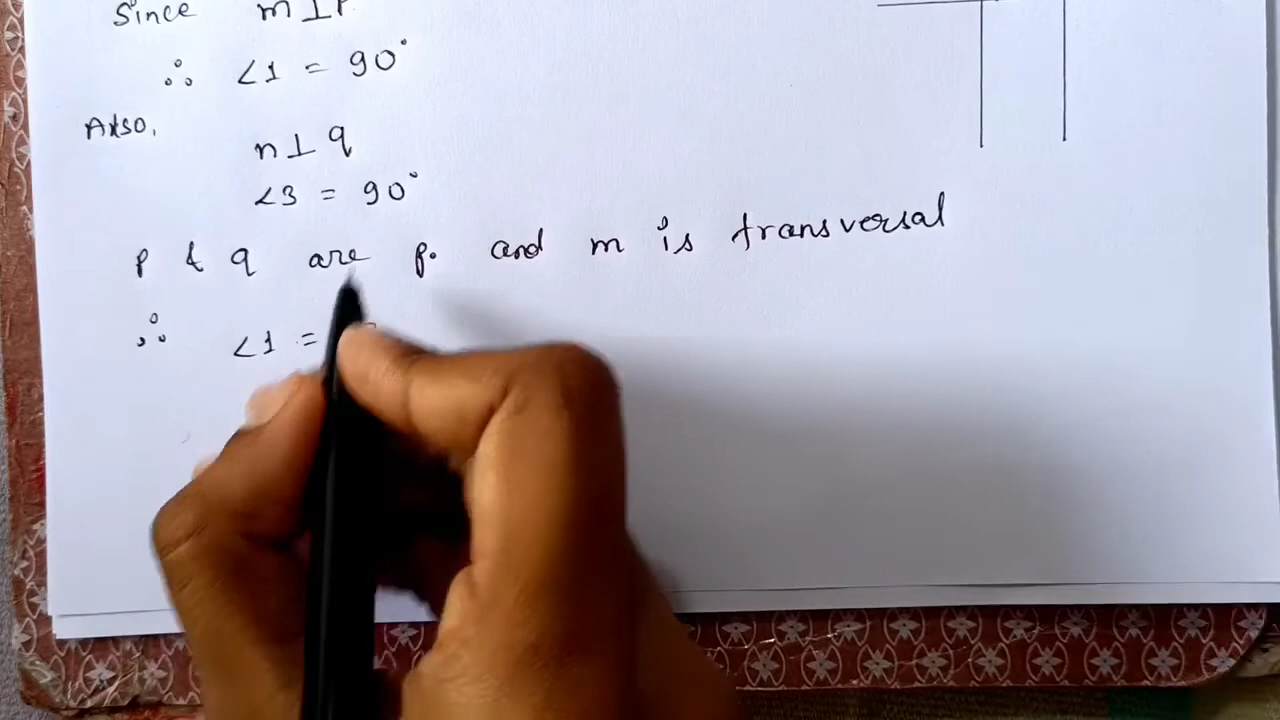 Since m⊥P
∴ ∠1 = 90°
Also,
n⊥q
∠3 = 90°
p & q are p. and m is transversal
∴ ∠1 =